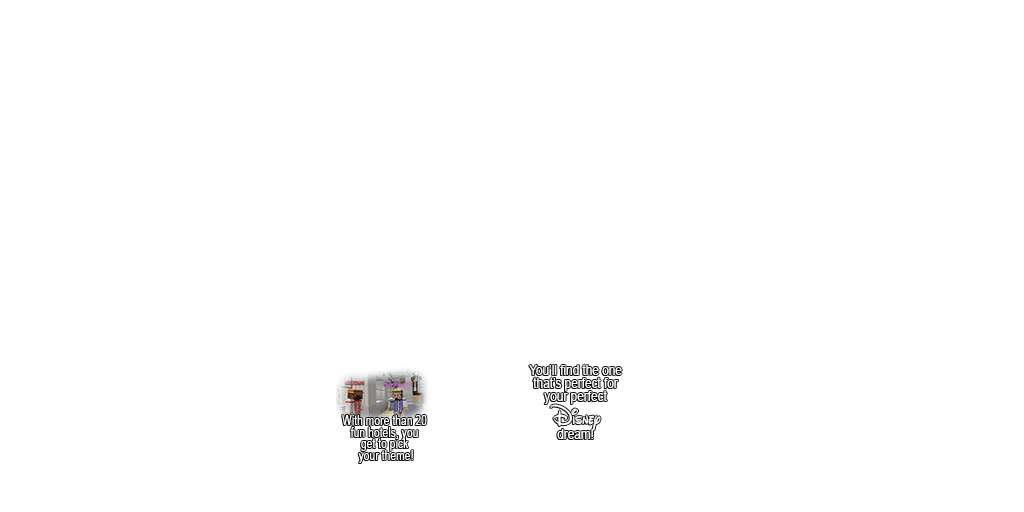 With more than 20
fun hotels, you
get to pick
your theme!
You'll find the one
that's perfect for
your perfect
Disney
dream!